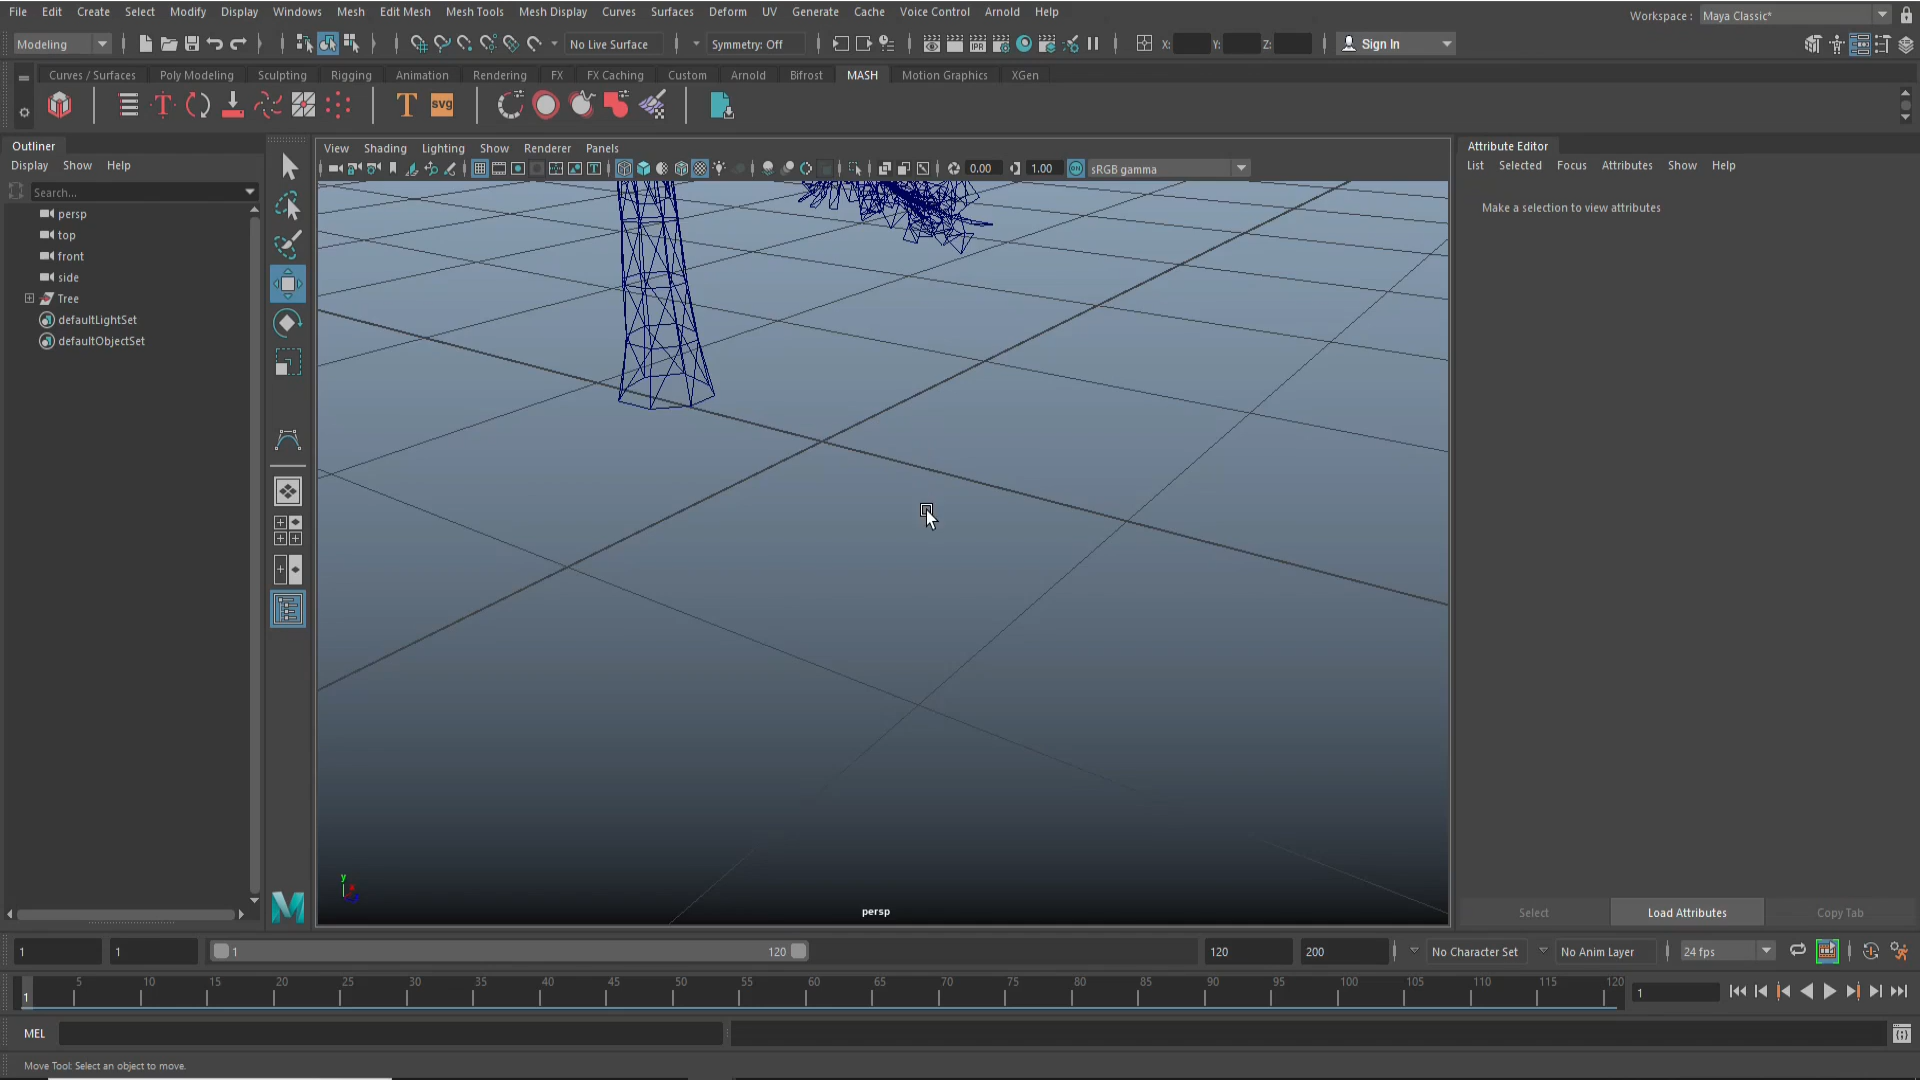 File Edit Create Select Modify Display Windows Mesh Edit Mesh Mesh Tools Mesh Display Curves Surfaces Deform UV Generate Cache Voice Control Arnold Help Workspace : Maya Classic*
Modeling No Live Surface Symmetry: Off IPR X: Y: Z: Sign In
Curves / Surfaces Poly Modeling Sculpting Rigging Animation Rendering FX FX Caching Custom Arnold Bifrost MASH Motion Graphics XGen
T T svg
Outliner
Display Show Help
Search...
persp
top
front
side
Tree
defaultLightSet
defaultObjectSet
View Shading Lighting Show Renderer Panels
0.00 1.00 sRGB gamma
y
x
persp
Attribute Editor
List Selected Focus Attributes Show Help
Make a selection to view attributes
Select Load Attributes Copy Tab
1 1 1 120 120 200 No Character Set No Anim Layer 24 fps
1 5 10 15 20 25 30 35 40 45 50 55 60 65 70 75 80 85 90 95 100 105 110 115 120 1
MEL
Move Tool: Select an object to move.